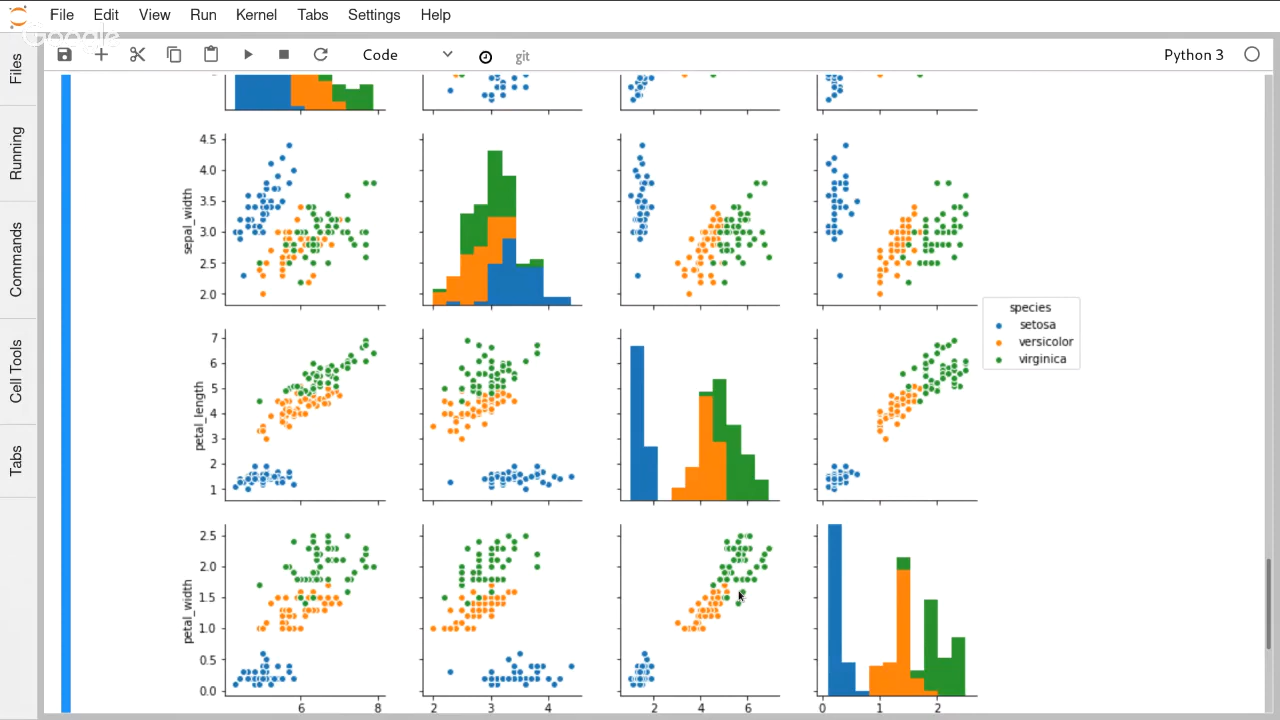 File Edit View Run Kernel Tabs Settings Help
Google
Code git Python 3
Files
Running
Commands
Cell Tools
Tabs
4.5
4.0
3.5
3.0
2.5
2.0
sepal_width
species
setosa
versicolor
virginica
7
6
5
4
3
2
1
petal_length
2.5
2.0
1.5
1.0
0.5
0.0
petal_width
6 8 2 3 4 2 4 6 0 1 2